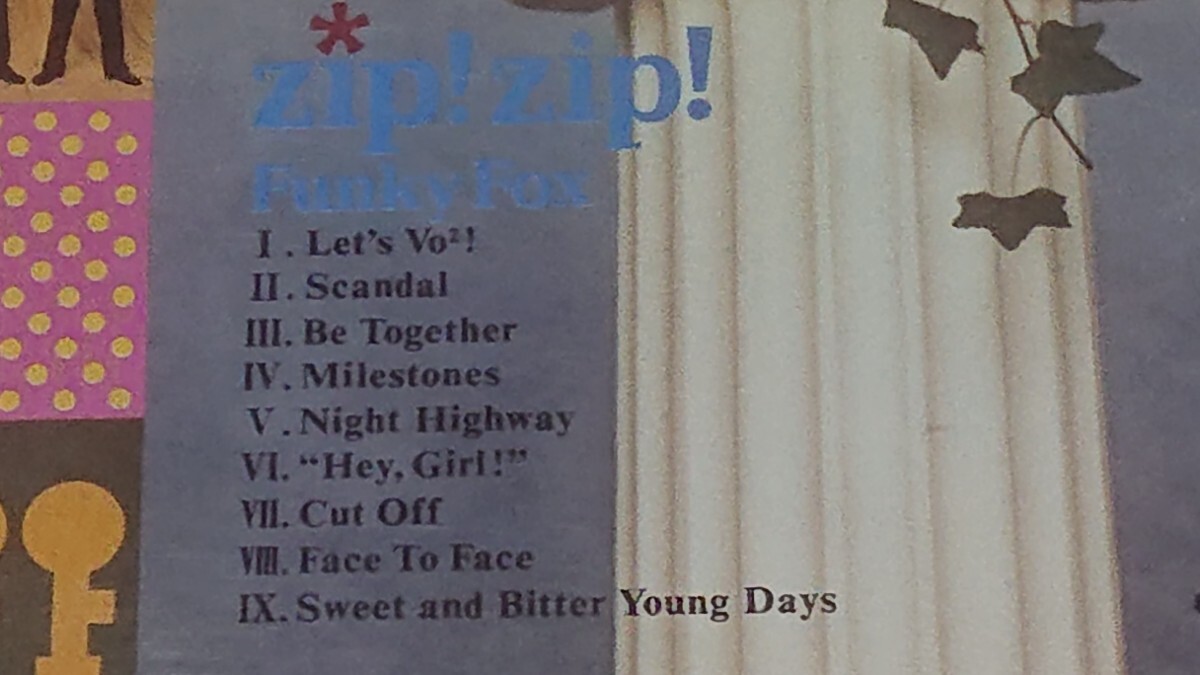 *
zip! zip!
Funky Fox
I. Let's Vo²!
II. Scandal
III. Be Together
IV. Milestones
V. Night Highway
VI. “Hey, Girl!”
VII. Cut Off
VIII. Face To Face
IX. Sweet and Bitter Young Days